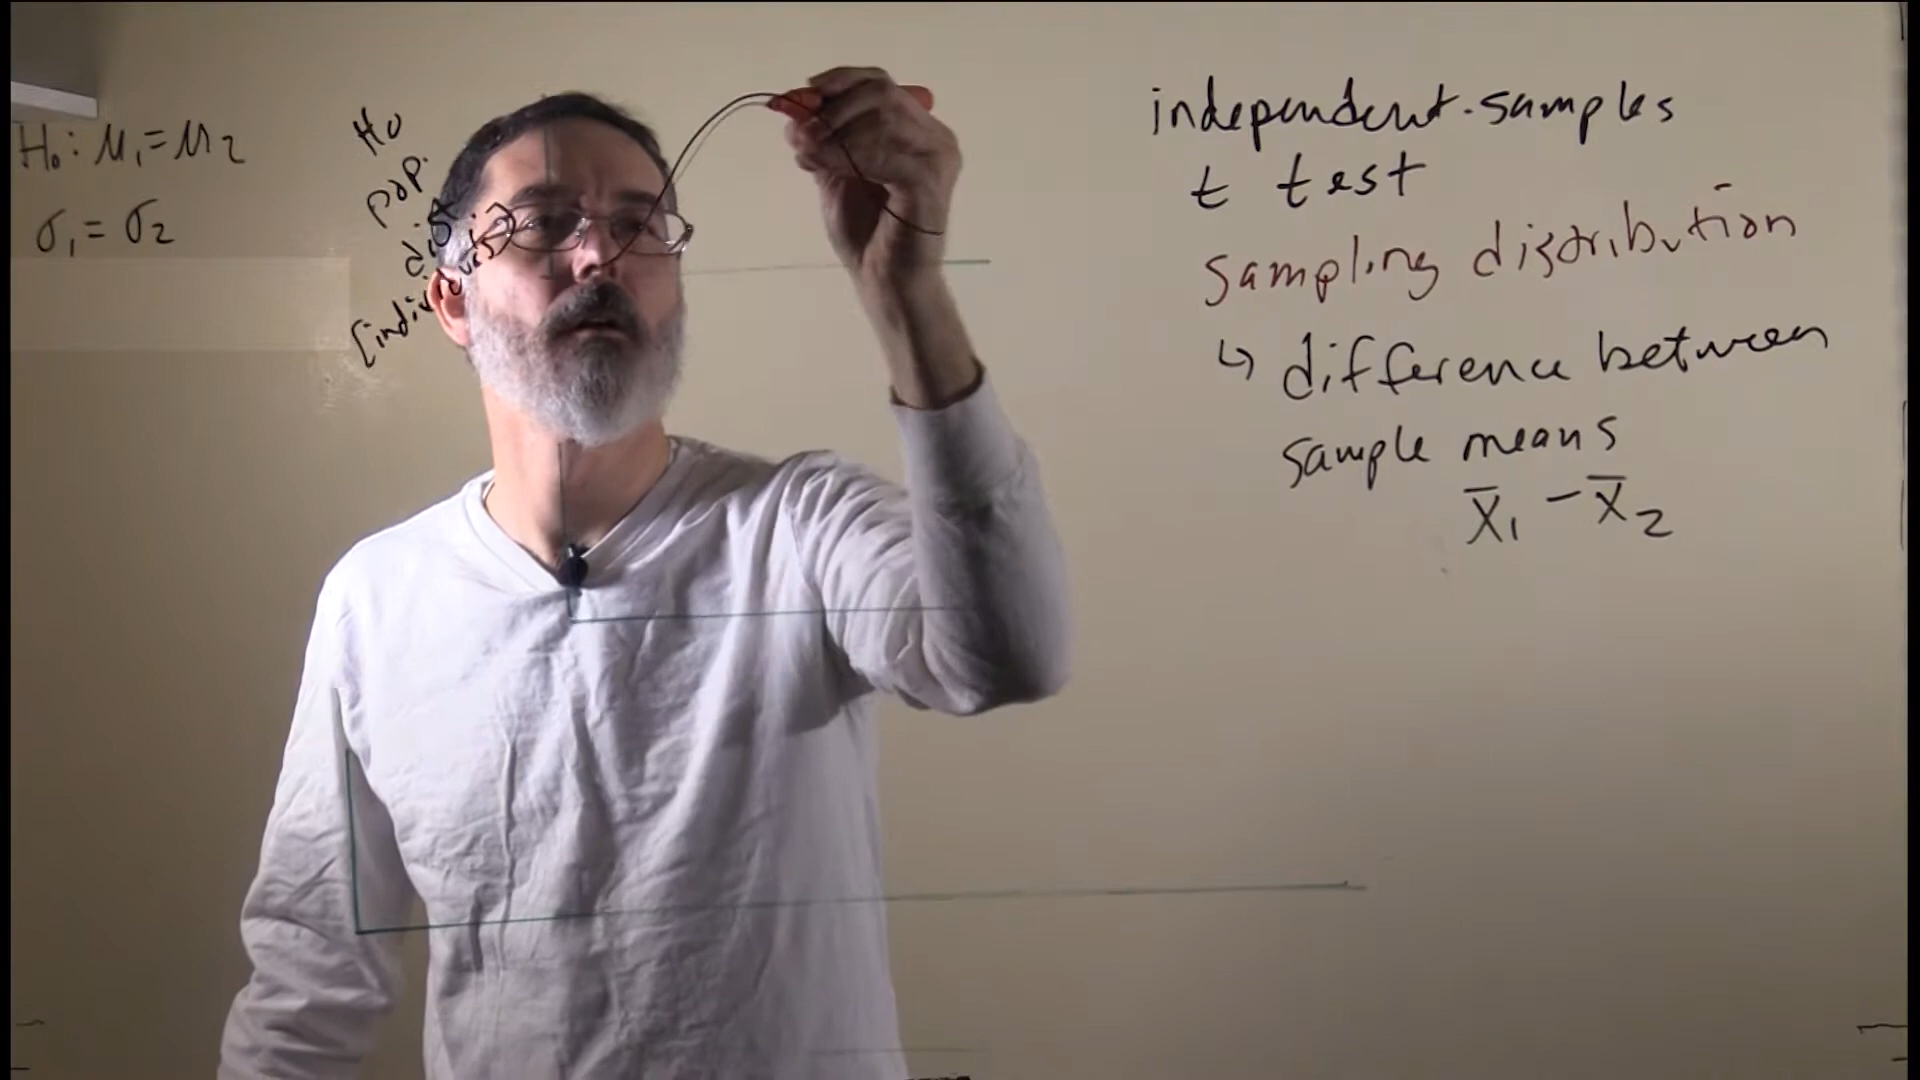 H₀: μ₁ = μ₂
σ₁ = σ₂
H₀
pop.
dist
independent-samples
t test
sampling distribution
↳ difference between
sample means
X̄₁ - X̄₂